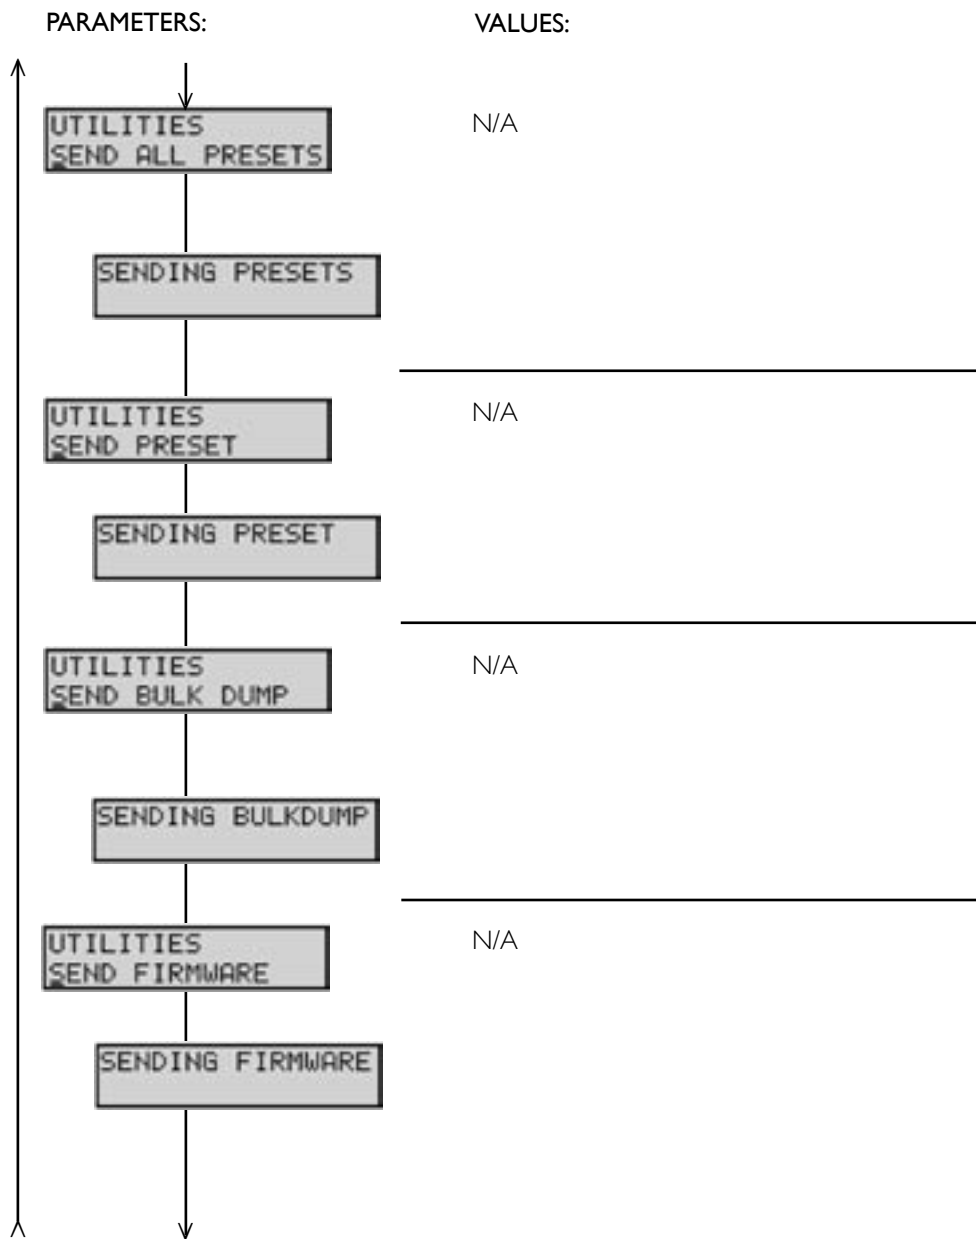 PARAMETERS:
VALUES:
UTILITIES
SEND ALL PRESETS
N/A
SENDING PRESETS
UTILITIES
SEND PRESET
N/A
SENDING PRESET
UTILITIES
SEND BULK DUMP
N/A
SENDING BULKDUMP
UTILITIES
SEND FIRMWARE
N/A
SENDING FIRMWARE